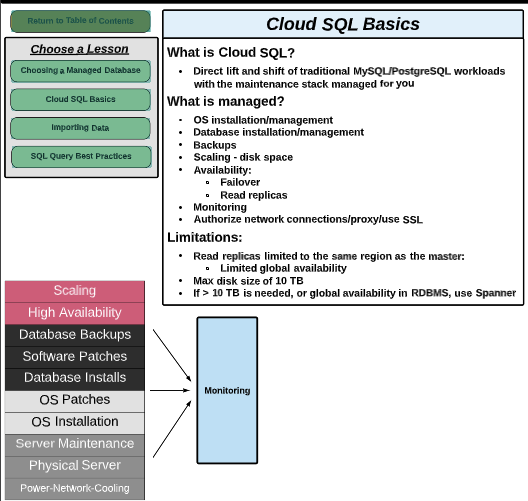 Return to Table of Contents
Choose a Lesson
Choosing a Managed Database
Cloud SQL Basics
Importing Data
SQL Query Best Practices
Cloud SQL Basics
What is Cloud SQL?
• Direct lift and shift of traditional MySQL/PostgreSQL workloads
with the maintenance stack managed for you
What is managed?
• OS installation/management
• Database installation/management
• Backups
• Scaling - disk space
• Availability:
o Failover
o Read replicas
• Monitoring
• Authorize network connections/proxy/use SSL
Limitations:
• Read replicas limited to the same region as the master:
o Limited global availability
• Max disk size of 10 TB
• If > 10 TB is needed, or global availability in RDBMS, use Spanner
Scaling
High Availability
Database Backups
Software Patches
Database Installs
OS Patches
OS Installation
Server Maintenance
Physical Server
Power-Network-Cooling
Monitoring